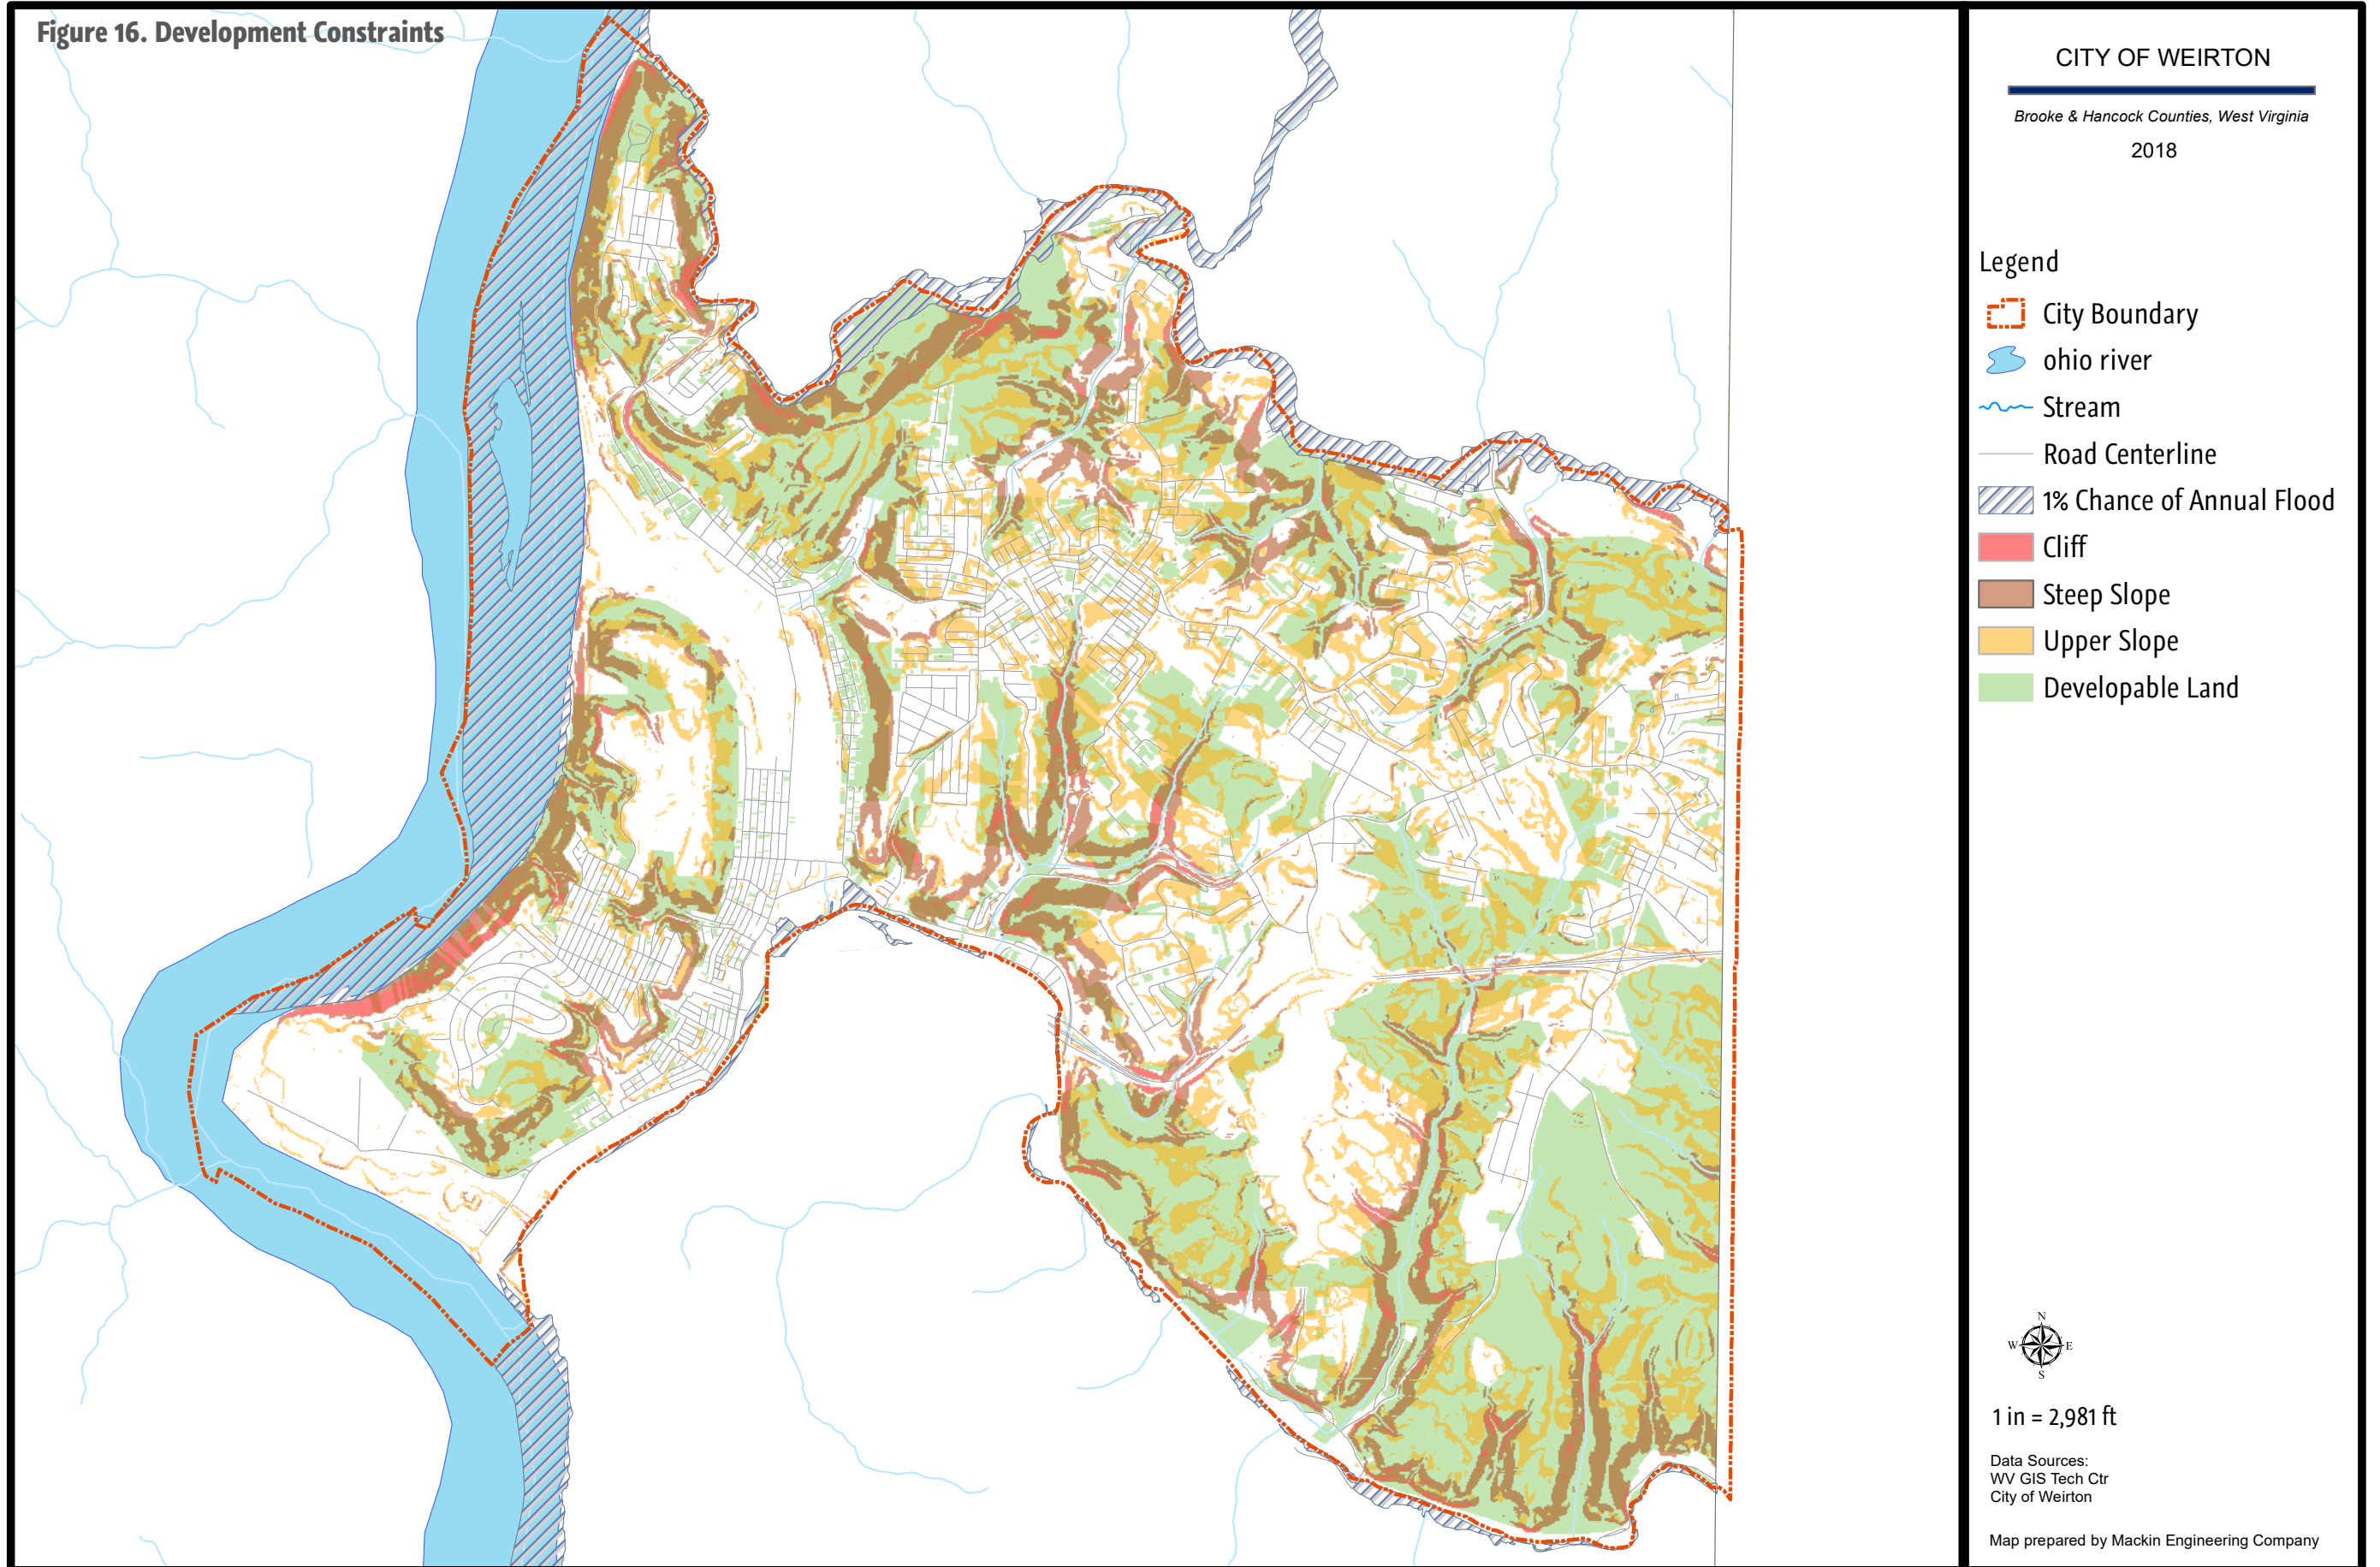 Figure 16. Development Constraints
CITY OF WEIRTON
Brooke & Hancock Counties, West Virginia
2018
Legend
City Boundary
ohio river
Stream
Road Centerline
1% Chance of Annual Flood
Cliff
Steep Slope
Upper Slope
Developable Land
N
W E
S
1 in = 2,981 ft
Data Sources:
WV GIS Tech Ctr
City of Weirton
Map prepared by Mackin Engineering Company